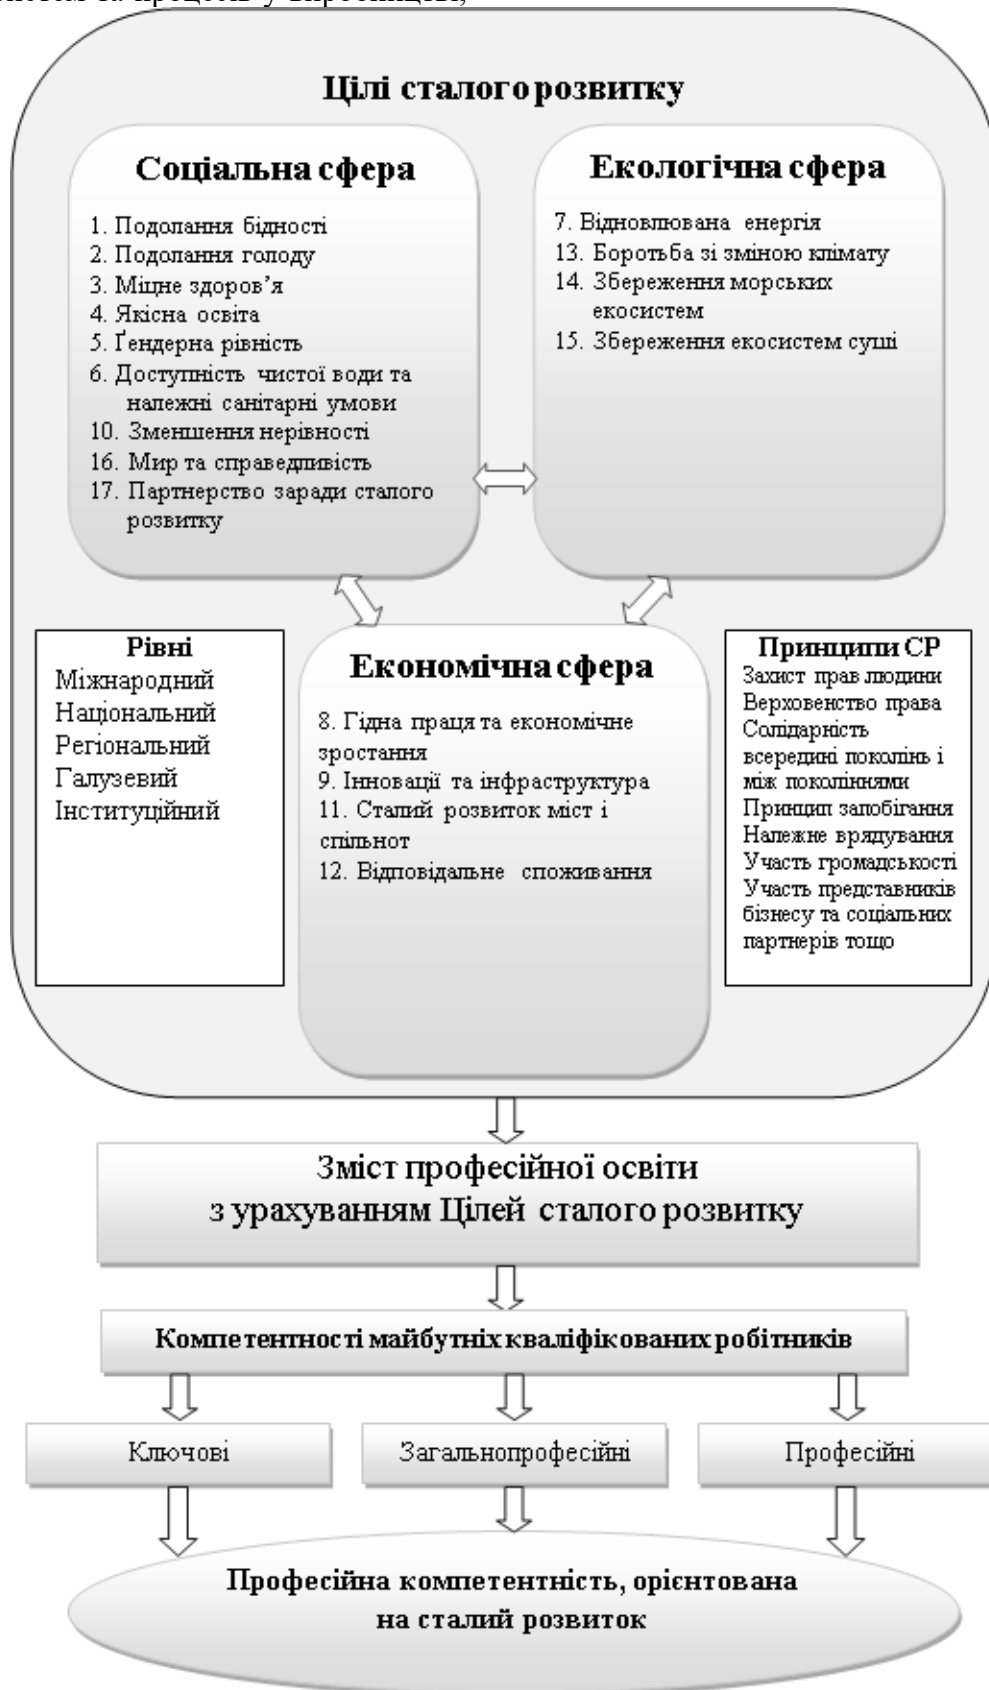 процесів у виробництві,
Цілі сталого розвитку
Соціальна сфера
1. Подолання бідності
2. Подолання голоду
3. Міцне здоров’я
4. Якісна освіта
5. Ґендерна рівність
6. Доступність чистої води та
належні санітарні умови
10. Зменшення нерівності
16. Мир та справедливість
17. Партнерство заради сталого
розвитку
Екологічна сфера
7. Відновлювана енергія
13. Боротьба зі зміною клімату
14. Збереження морських
екосистем
15. Збереження екосистем суші
Рівні
Міжнародний
Національний
Регіональний
Галузевий
Інституційний
Економічна сфера
8. Гідна праця та економічне
зростання
9. Інновації та інфраструктура
11. Сталий розвиток міст і
спільнот
12. Відповідальне споживання
Принципи СР
Захист прав людини
Верховенство права
Солідарність
всередині поколінь і
між поколіннями
Принцип запобігання
Належне врядування
Участь громадськості
Участь представників
бізнесу та соціальних
партнерів тощо
Зміст професійної освіти
з урахуванням Цілей сталого розвитку
Компетентності майбутніх кваліфікованих робітників
Ключові
Загальнопрофесійні
Професійні
Професійна компетентність, орієнтована
на сталий розвиток